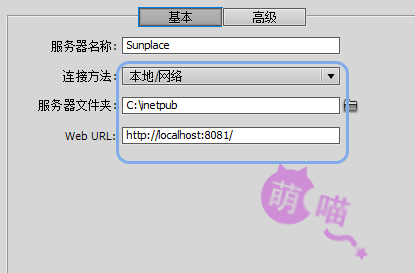 基本 高级
服务器名称: Sunplace
连接方法: 本地/网络
服务器文件夹: C:\inetpub
Web URL: http://localhost:8081/
萌喵